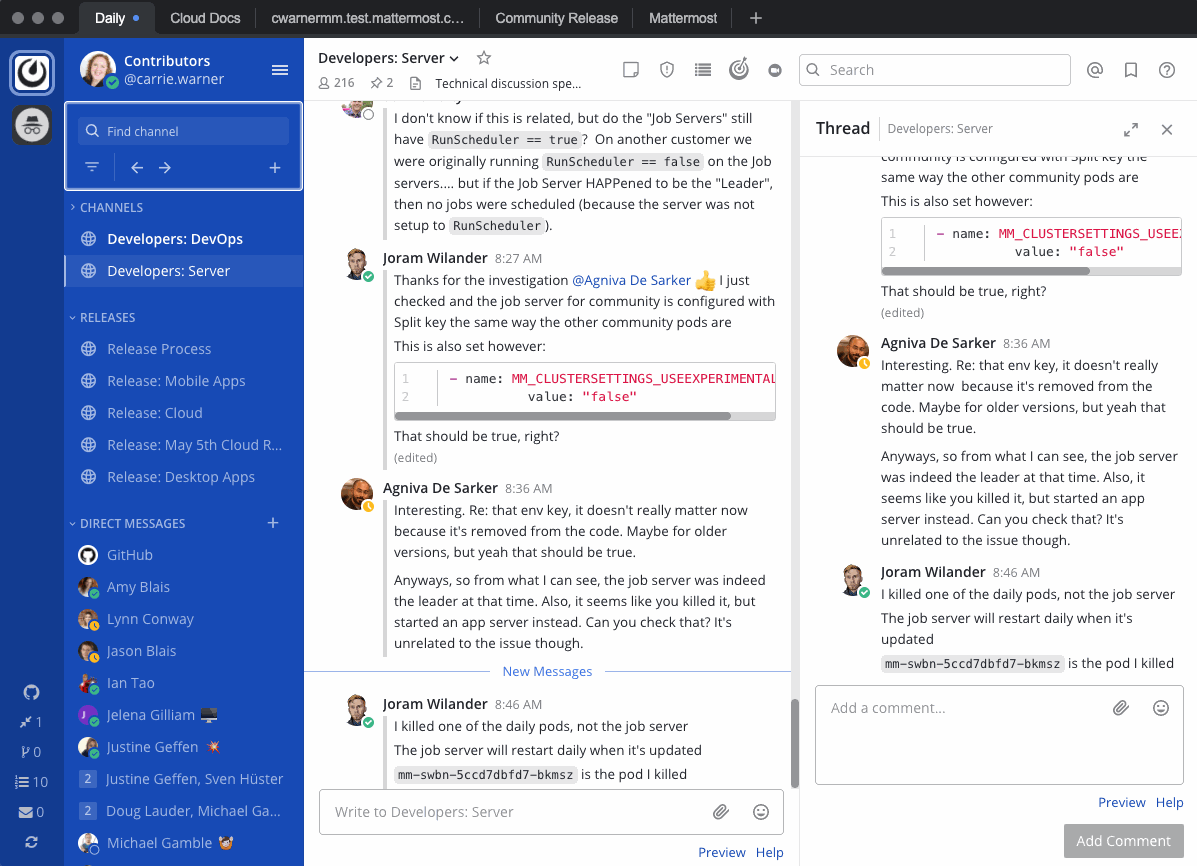 Daily
Cloud Docs
cwarnermm.test.mattermost.c...
Community Release
Mattermost
Contributors
@carrie.warner
Find channel
CHANNELS
Developers: DevOps
Developers: Server
RELEASES
Release Process
Release: Mobile Apps
Release: Cloud
Release: May 5th Cloud R...
Release: Desktop Apps
DIRECT MESSAGES
GitHub
Amy Blais
Lynn Conway
Jason Blais
Ian Tao
J Jelena Gilliam
Justine Geffen
2 Justine Geffen, Sven Hüster
2 Doug Lauder, Michael Ga...
Michael Gamble
1
0
10
0
Developers: Server
216
2
Technical discussion spe...
Search
I don't know if this is related, but do the "Job Servers" still
have RunScheduler == true ? On another customer we
were originally running RunScheduler == false on the Job
servers.... but if the Job Server HAPPened to be the "Leader",
then no jobs were scheduled (because the server was not
setup to RunScheduler ).
Joram Wilander 8:27 AM
Thanks for the investigation @Agniva De Sarker I just
checked and the job server for community is configured with
Split key the same way the other community pods are
This is also set however:
1 - name: MM_CLUSTERSETTINGS_USEEXPERIMENTAL
2 value: "false"
That should be true, right?
(edited)
Agniva De Sarker 8:36 AM
Interesting. Re: that env key, it doesn't really matter now
because it's removed from the code. Maybe for older
versions, but yeah that should be true.
Anyways, so from what I can see, the job server was indeed
the leader at that time. Also, it seems like you killed it, but
started an app server instead. Can you check that? It's
unrelated to the issue though.
New Messages
Joram Wilander 8:46 AM
I killed one of the daily pods, not the job server
The job server will restart daily when it's updated
mm-swbn-5ccd7dbfd7-bkmsz is the pod I killed
Write to Developers: Server
Preview Help
Thread
Developers: Server
community is configured with Split key the
same way the other community pods are
This is also set however:
1 - name: MM_CLUSTERSETTINGS_USEE
2 value: "false"
That should be true, right?
(edited)
Agniva De Sarker 8:36 AM
Interesting. Re: that env key, it doesn't really
matter now because it's removed from the
code. Maybe for older versions, but yeah that
should be true.
Anyways, so from what I can see, the job server
was indeed the leader at that time. Also, it
seems like you killed it, but started an app
server instead. Can you check that? It's
unrelated to the issue though.
Joram Wilander 8:46 AM
I killed one of the daily pods, not the job server
The job server will restart daily when it's
updated
mm-swbn-5ccd7dbfd7-bkmsz is the pod I killed
Add a comment...
Preview Help
Add Comment